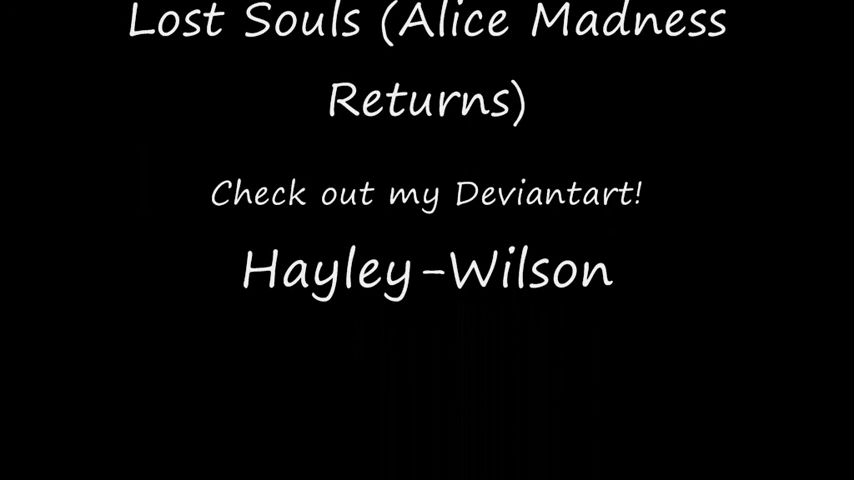 Lost Souls (Alice Madness
Returns)
Check out my Deviantart!
Hayley-Wilson